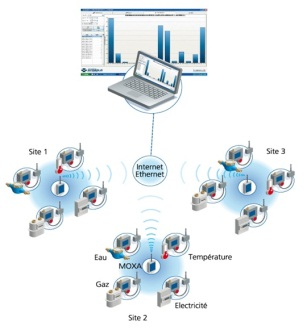 Site 1
Site 3
Internet
Ethernet
Eau
MOXA
Température
Gaz
Electricité
Site 2